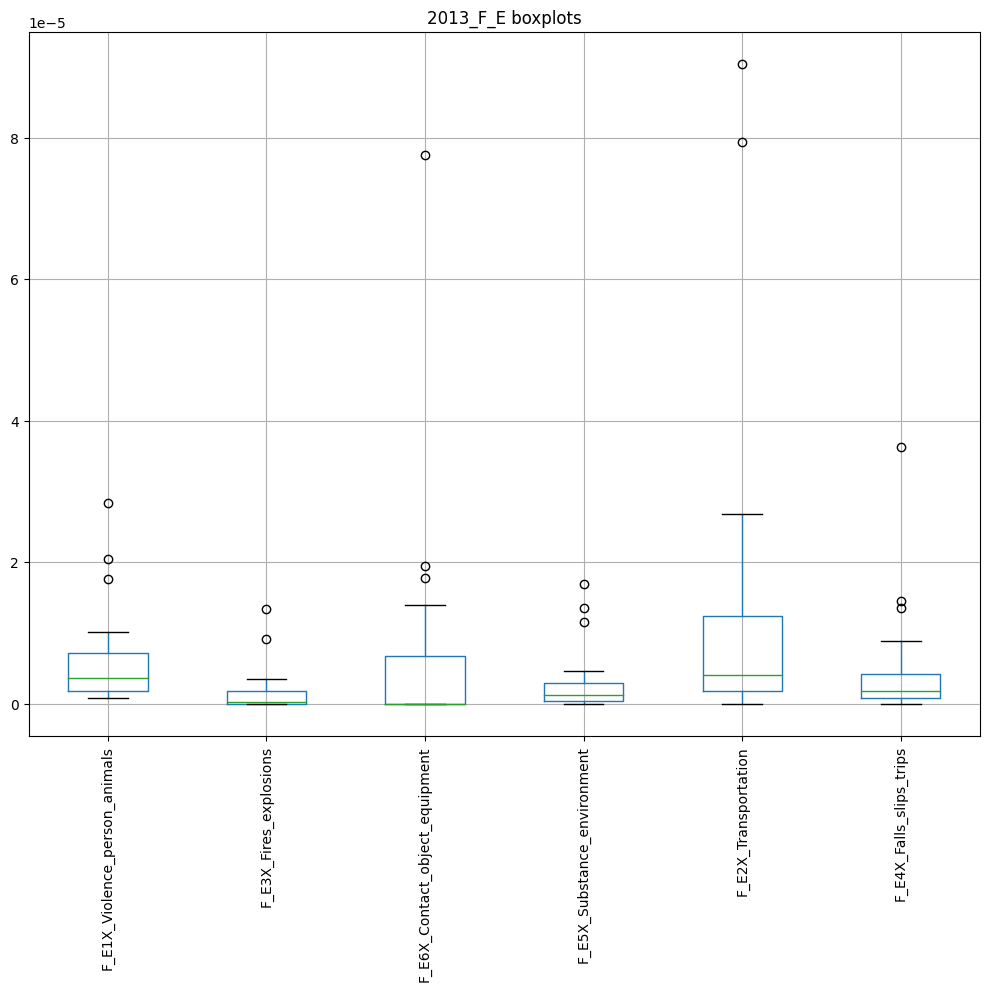 2013_F_E boxplots
1e−5
8
6
4
2
0
F_E1X_Violence_person_animals
F_E3X_Fires_explosions
F_E6X_Contact_object_equipment
F_E5X_Substance_environment
F_E2X_Transportation
F_E4X_Falls_slips_trips